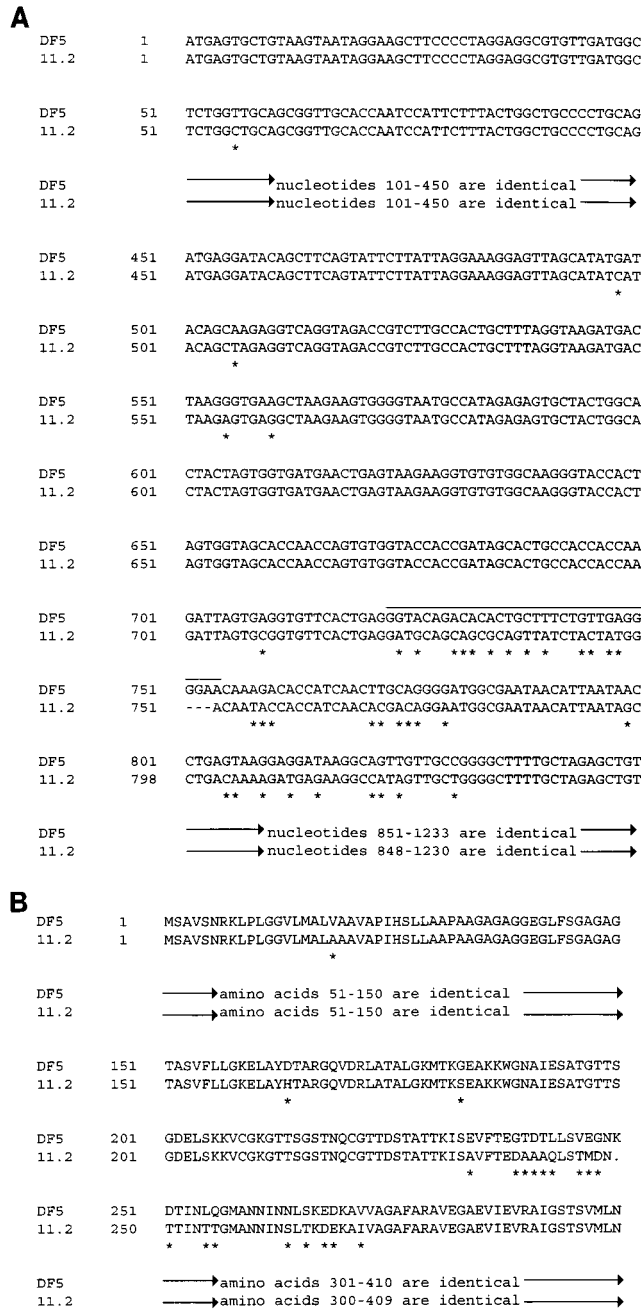 A
DF5 1 ATGAGTGCTGTAAGTAATAGGAAGCTTCCCCTAGGAGGCGTGTTGATGGC
11.2 1 ATGAGTGCTGTAAGTAATAGGAAGCTTCCCCTAGGAGGCGTGTTGATGGC
DF5 51 TCTGGTTGCAGCGGTTGCACCAATCCATTCTTTACTGGCTGCCCCTGCAG
11.2 51 TCTGGCTGCAGCGGTTGCACCAATCCATTCTTTACTGGCTGCCCCTGCAG
*
DF5 nucleotides 101-450 are identical
11.2 nucleotides 101-450 are identical
DF5 451 ATGAGGATACAGCTTCAGTATTCTTATTAGGAAAGGAGTTAGCATATGAT
11.2 451 ATGAGGATACAGCTTCAGTATTCTTATTAGGAAAGGAGTTAGCATATCAT
*
DF5 501 ACAGCAAGAGGTCAGGTAGACCGTCTTGCCACTGCTTTAGGTAAGATGAC
11.2 501 ACAGCTAGAGGTCAGGTAGACCGTCTTGCCACTGCTTTAGGTAAGATGAC
*
DF5 551 TAAGGGTGAAGCTAAGAAGTGGGGTAATGCCATAGAGAGTGCTACTGGCA
11.2 551 TAAGAGTGAGGCTAAGAAGTGGGGTAATGCCATAGAGAGTGCTACTGGCA
* *
DF5 601 CTACTAGTGGTGATGAACTGAGTAAGAAGGTGTGTGGCAAGGGTACCACT
11.2 601 CTACTAGTGGTGATGAACTGAGTAAGAAGGTGTGTGGCAAGGGTACCACT
DF5 651 AGTGGTAGCACCAACCAGTGTGGTACCACCGATAGCACTGCCACCACCAA
11.2 651 AGTGGTAGCACCAACCAGTGTGGTACCACCGATAGCACTGCCACCACCAA
DF5 701 GATTAGTGAGGTGTTCACTGAGGGTACAGACACACTGCTTTCTGTTGAGG
11.2 701 GATTAGTGCGGTGTTCACTGAGGATGCAGCAGCGCAGTTATCTACTATGG
* * * *** * * * * ** **
DF5 751 GGAACAAAGACACCATCAACTTGCAGGGGATGGCGAATAACATTAATAAC
11.2 751 ---ACAATACCACCATCAACACGACAGGAATGGCGAATAACATTAATAGC
*** ** *** * *
DF5 801 CTGAGTAAGGAGGATAAGGCAGTTGTTGCCGGGGCTTTTGCTAGAGCTGT
11.2 798 CTGACAAAAGATGAGAAGGCCATAGTTGCTGGGGCTTTTGCTAGAGCTGT
** * * * ** * *
DF5 nucleotides 851-1233 are identical
11.2 nucleotides 848-1230 are identical
B
DF5 1 MSAVSNRKLPLGGVLMALVAAVAPIHSLLAAPAAGAGAGGEGLFSGAGAG
11.2 1 MSAVSNRKLPLGGVLMALAAAVAPIHSLLAAPAAGAGAGGEGLFSGAGAG
*
DF5 amino acids 51-150 are identical
11.2 amino acids 51-150 are identical
DF5 151 TASVFLLGKELAYDTARGQVDRLATALGKMTKGEAKKWGNAIESATGTTS
11.2 151 TASVFLLGKELAYHTARGQVDRLATALGKMTKSEAKKWGNAIESATGTTS
* *
DF5 201 GDELSKKVCGKGTTSGSTNQCGTTDSTATTKISEVFTEGTDTLLSVEGNK
11.2 201 GDELSKKVCGKGTTSGSTNQCGTTDSTATTKISAVFTEDAAAQLSTMDN.
* ***** ***
DF5 251 DTINLQGMANNINNLSKEDKAVVAGAFARAVEGAEVIEVRAIGSTSVMLN
11.2 250 TTINTTGMANNINSLTKDEKAIVAGAFARAVEGAEVIEVRAIGSTSVMLN
* ** * * ** *
DF5 amino acids 301-410 are identical
11.2 amino acids 300-409 are identical